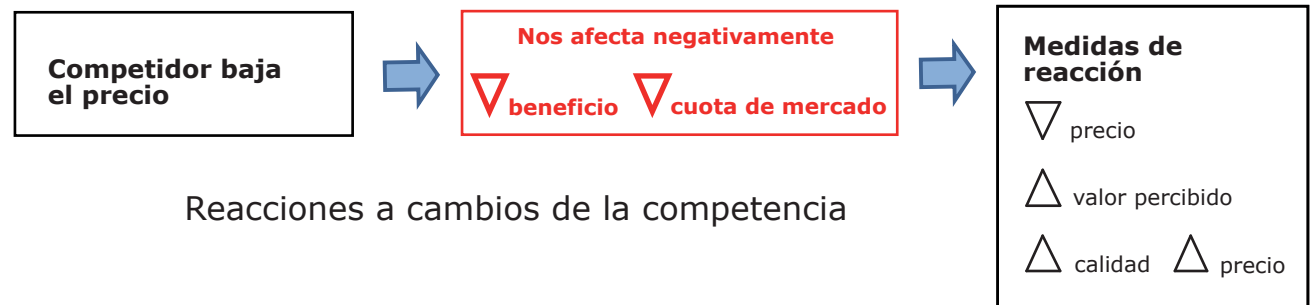 Competidor baja
el precio
Nos afecta negativamente
beneficio
cuota de mercado
Medidas de
reacción
precio
valor percibido
calidad
precio
Reacciones a cambios de la competencia